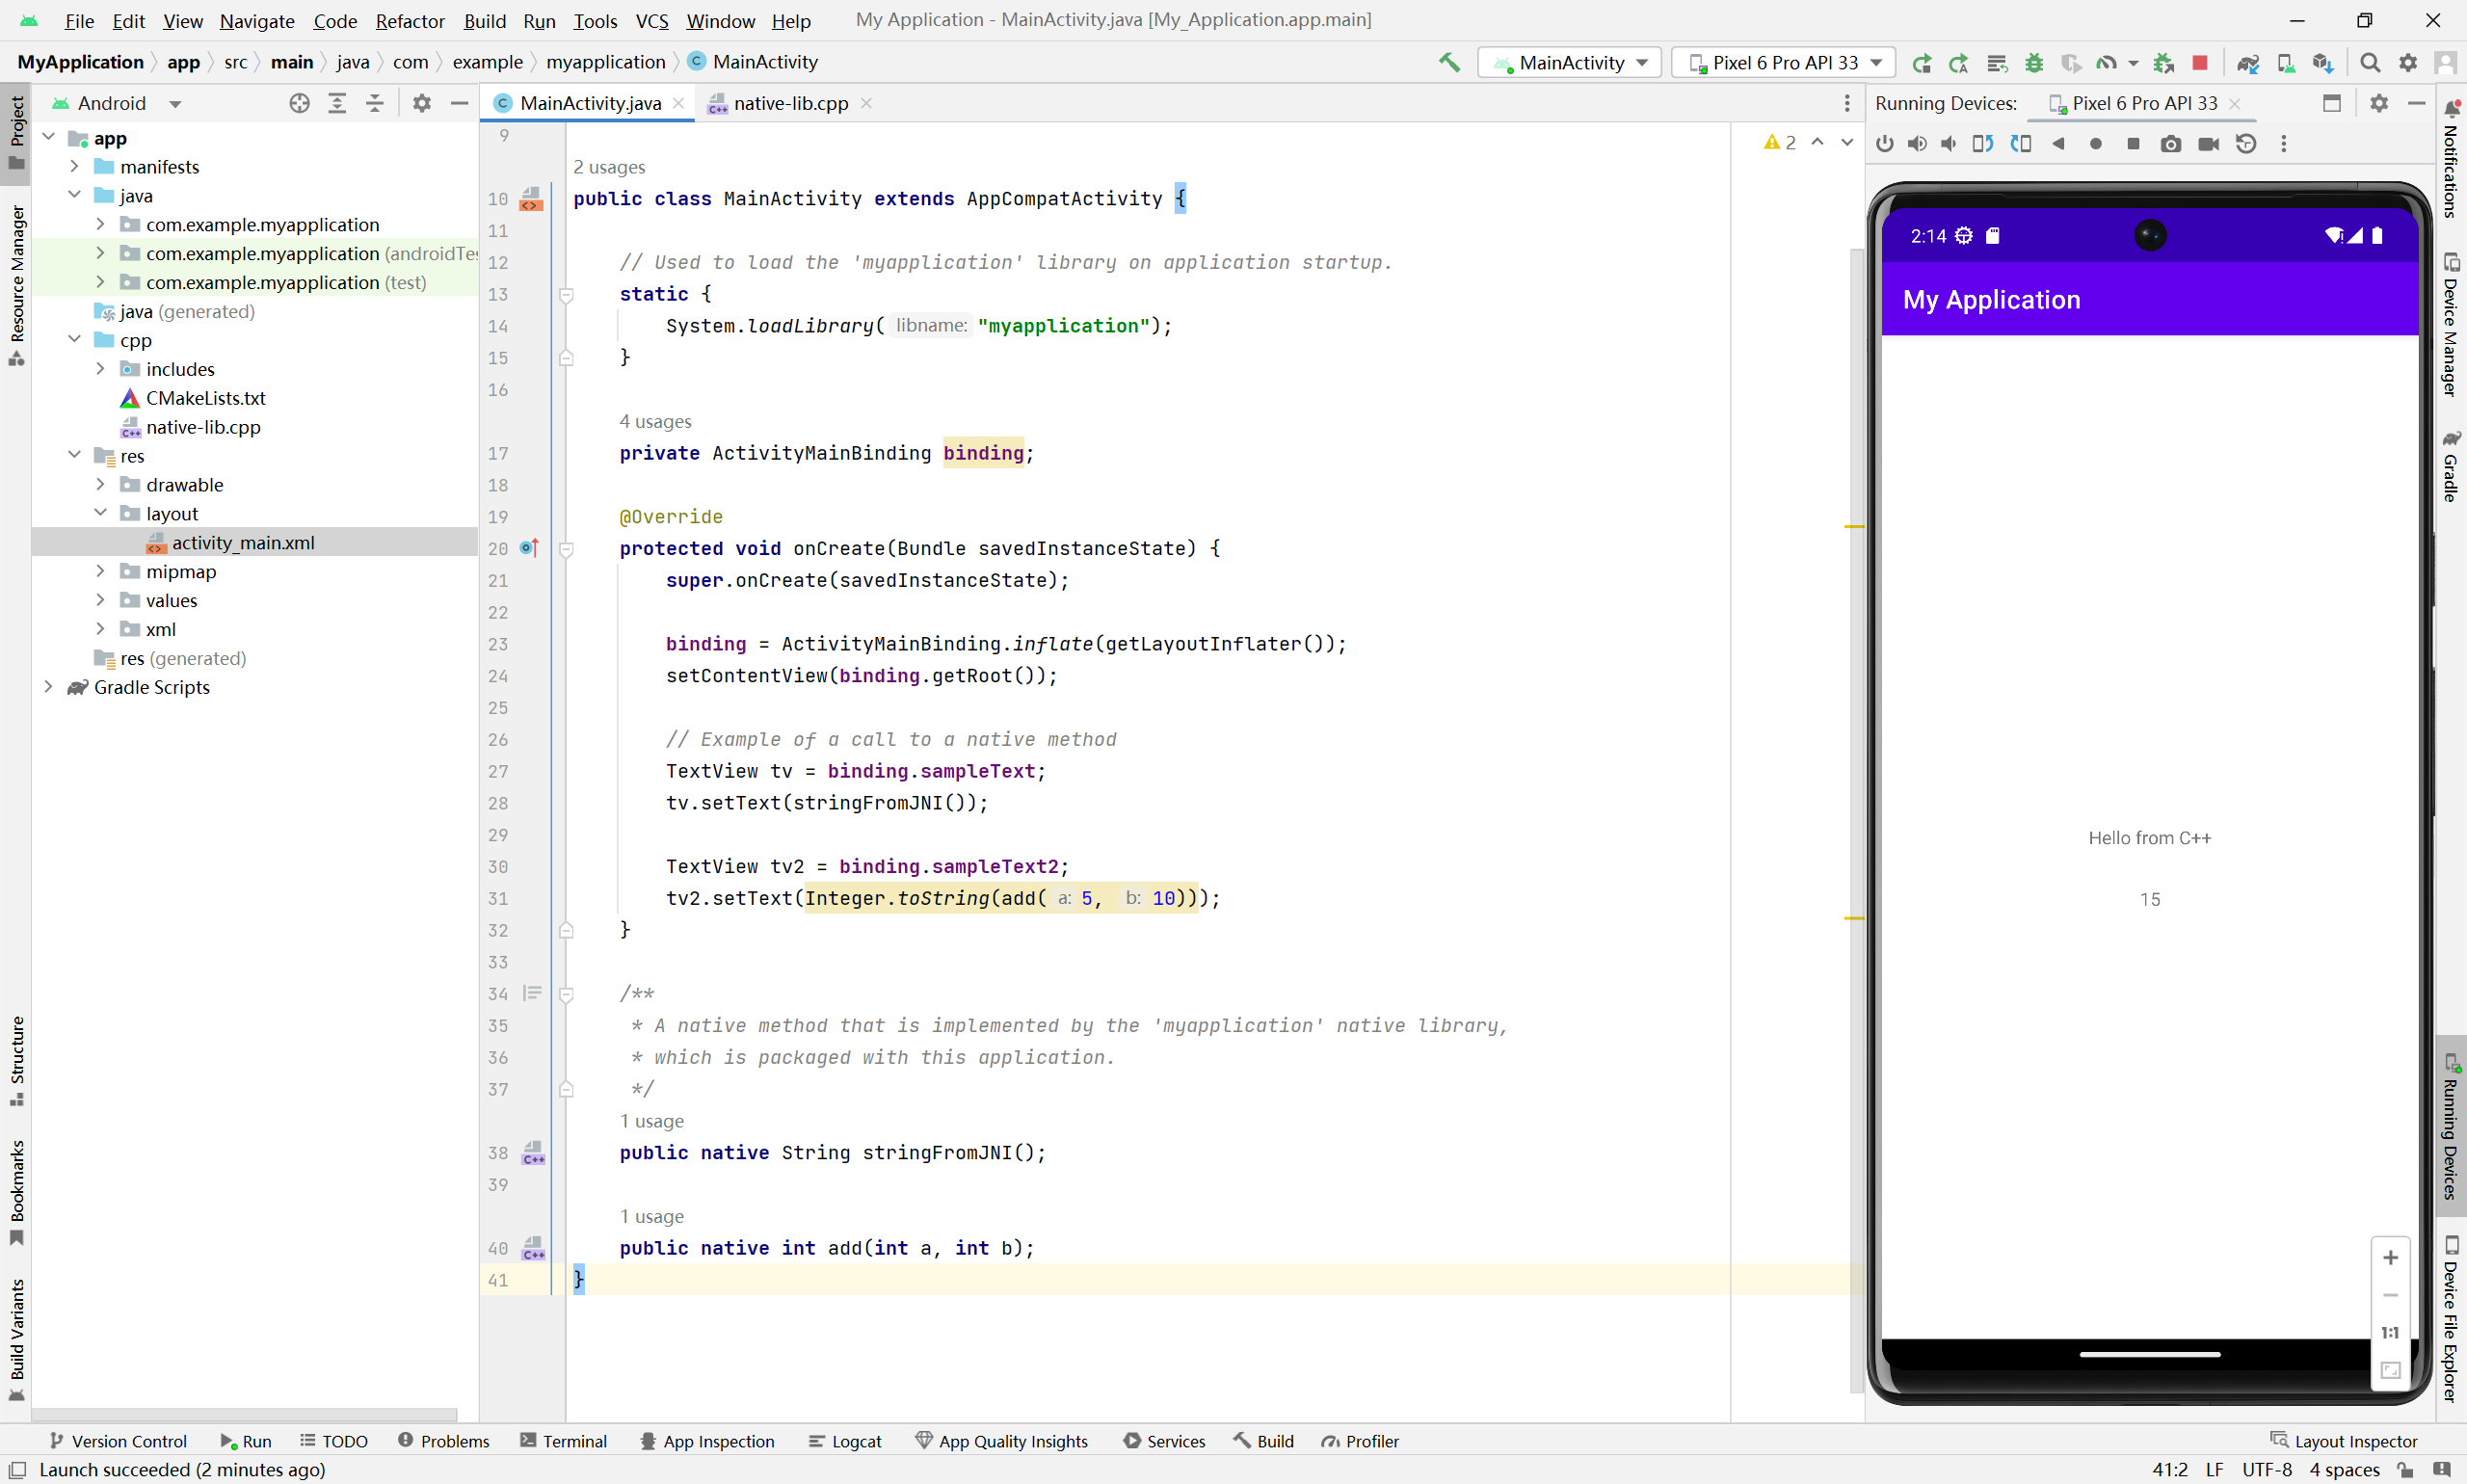 File Edit View Navigate Code Refactor Build Run Tools VCS Window Help My Application - MainActivity.java [My_Application.app.main]
MyApplication app src main java com example myapplication MainActivity
MainActivity Pixel 6 Pro API 33
Project
Resource Manager
Structure
Bookmarks
Build Variants
Android
app
manifests
java
com.example.myapplication
com.example.myapplication (androidTes
com.example.myapplication (test)
java (generated)
cpp
includes
CMakeLists.txt
native-lib.cpp
res
drawable
layout
activity_main.xml
mipmap
values
xml
res (generated)
Gradle Scripts
MainActivity.java native-lib.cpp
2
9
2 usages
10 public class MainActivity extends AppCompatActivity {
11
12 // Used to load the 'myapplication' library on application startup.
13 static {
14 System.loadLibrary( libname: "myapplication");
15 }
16
4 usages
17 private ActivityMainBinding binding;
18
19 @Override
20 protected void onCreate(Bundle savedInstanceState) {
21 super.onCreate(savedInstanceState);
22
23 binding = ActivityMainBinding.inflate(getLayoutInflater());
24 setContentView(binding.getRoot());
25
26 // Example of a call to a native method
27 TextView tv = binding.sampleText;
28 tv.setText(stringFromJNI());
29
30 TextView tv2 = binding.sampleText2;
31 tv2.setText(Integer.toString(add( a: 5, b: 10)));
32 }
33
34 /**
35 * A native method that is implemented by the 'myapplication' native library,
36 * which is packaged with this application.
37 */
1 usage
38 public native String stringFromJNI();
39
1 usage
40 public native int add(int a, int b);
41 }
Running Devices: Pixel 6 Pro API 33
2:14
My Application
Hello from C++
15
1:1
Notifications
Device Manager
Gradle
Running Devices
Device File Explorer
Version Control Run TODO Problems Terminal App Inspection Logcat App Quality Insights Services Build Profiler Layout Inspector
Launch succeeded (2 minutes ago) 41:2 LF UTF-8 4 spaces